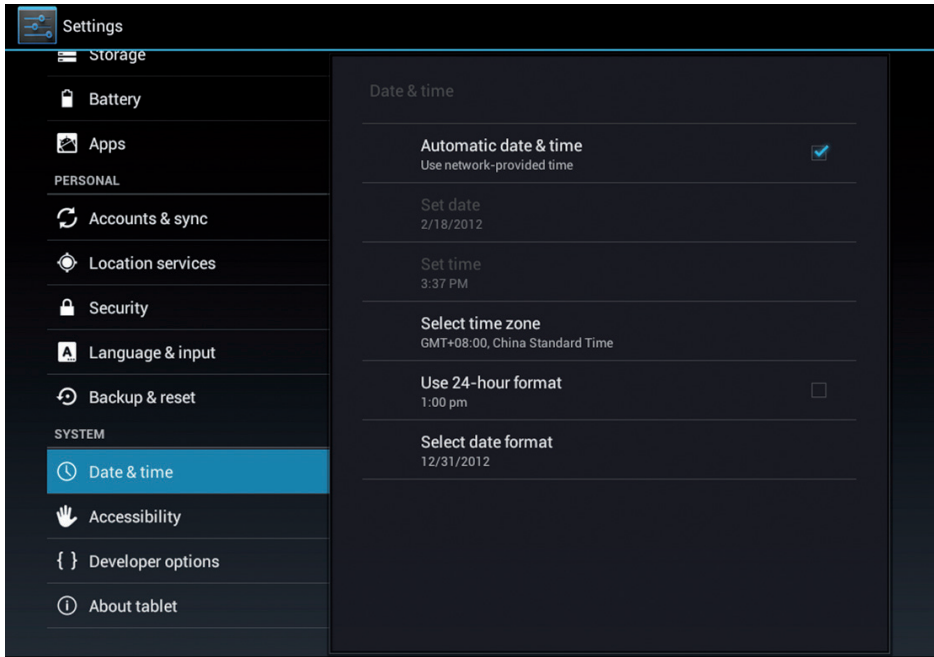 Settings
Storage
Battery
Apps
PERSONAL
Accounts & sync
Location services
Security
Language & input
Backup & reset
SYSTEM
Date & time
Accessibility
Developer options
About tablet
Date & time
Automatic date & time
Use network-provided time
Set date
2/18/2012
Set time
3:37 PM
Select time zone
GMT+08:00, China Standard Time
Use 24-hour format
1:00 pm
Select date format
12/31/2012